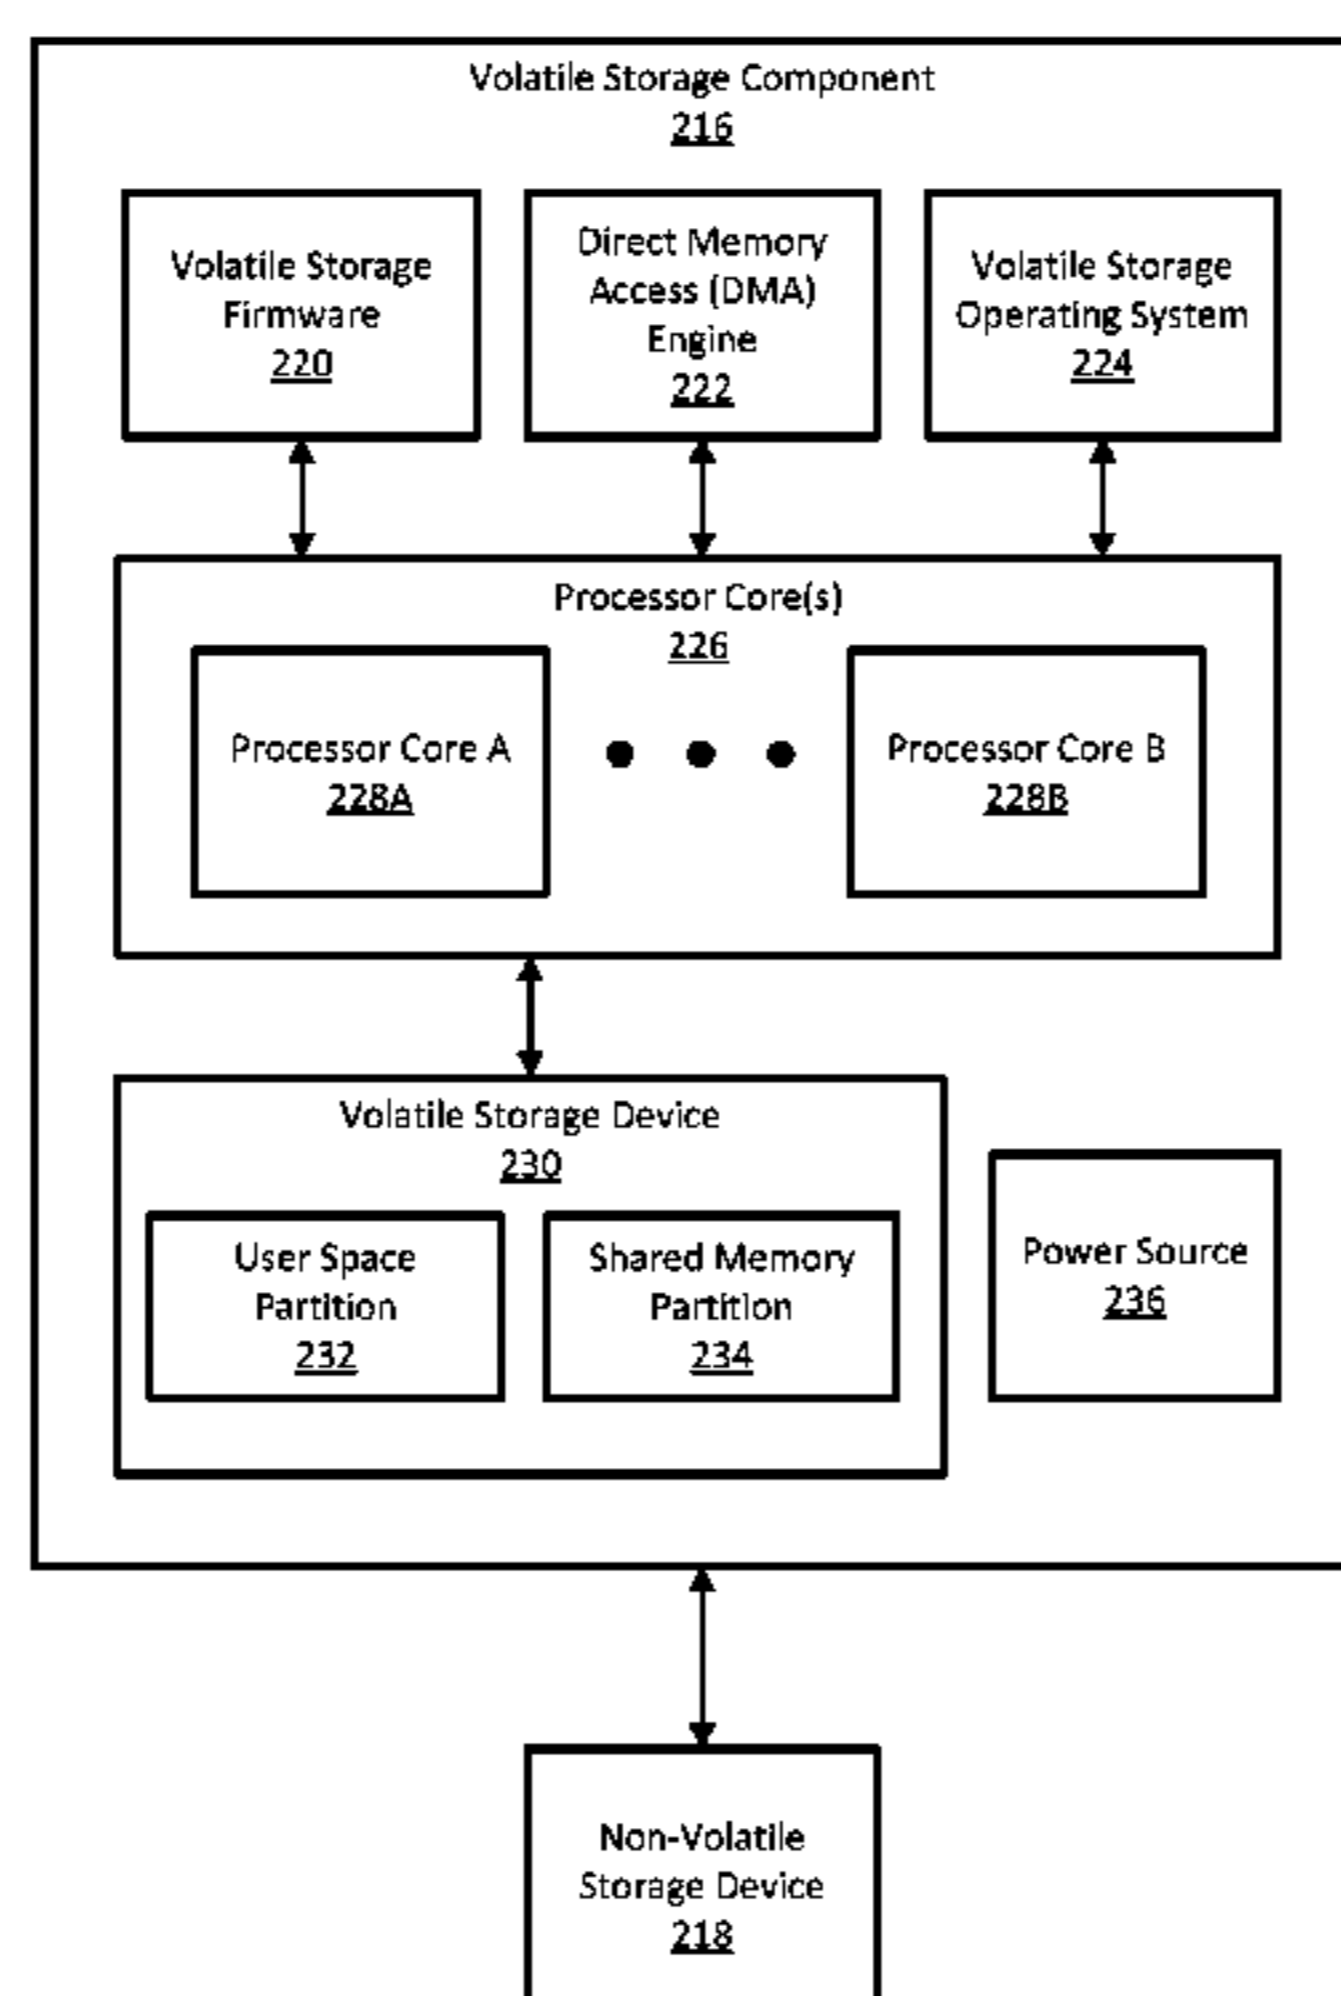 Volatile Storage Component
216
Volatile Storage
Firmware
220
Direct Memory
Access (DMA)
Engine
222
Volatile Storage
Operating System
224
Processor Core(s)
226
Processor Core A
228A
Processor Core B
228B
Volatile Storage Device
230
User Space
Partition
232
Shared Memory
Partition
234
Power Source
236
Non-Volatile
Storage Device
218